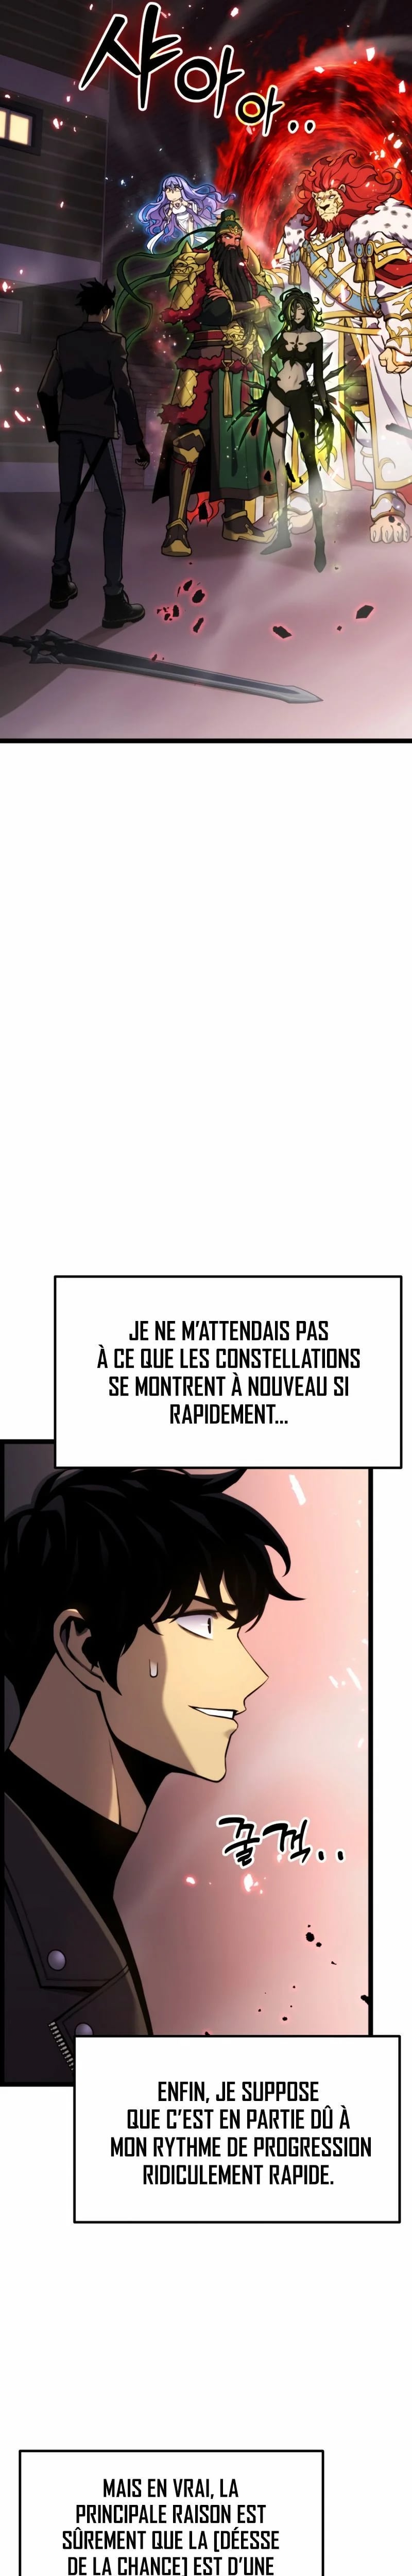 샤아아..
JE NE M'ATTENDAIS PAS
À CE QUE LES CONSTELLATIONS
SE MONTRENT À NOUVEAU SI
RAPIDEMENT...
꿀꺽..
ENFIN, JE SUPPOSE
QUE C'EST EN PARTIE DÛ À
MON RYTHME DE PROGRESSION
RIDICULEMENT RAPIDE.
MAIS EN VRAI, LA
PRINCIPALE RAISON EST
SÛREMENT QUE LA [DÉESSE
DE LA CHANCE] EST D'UNE